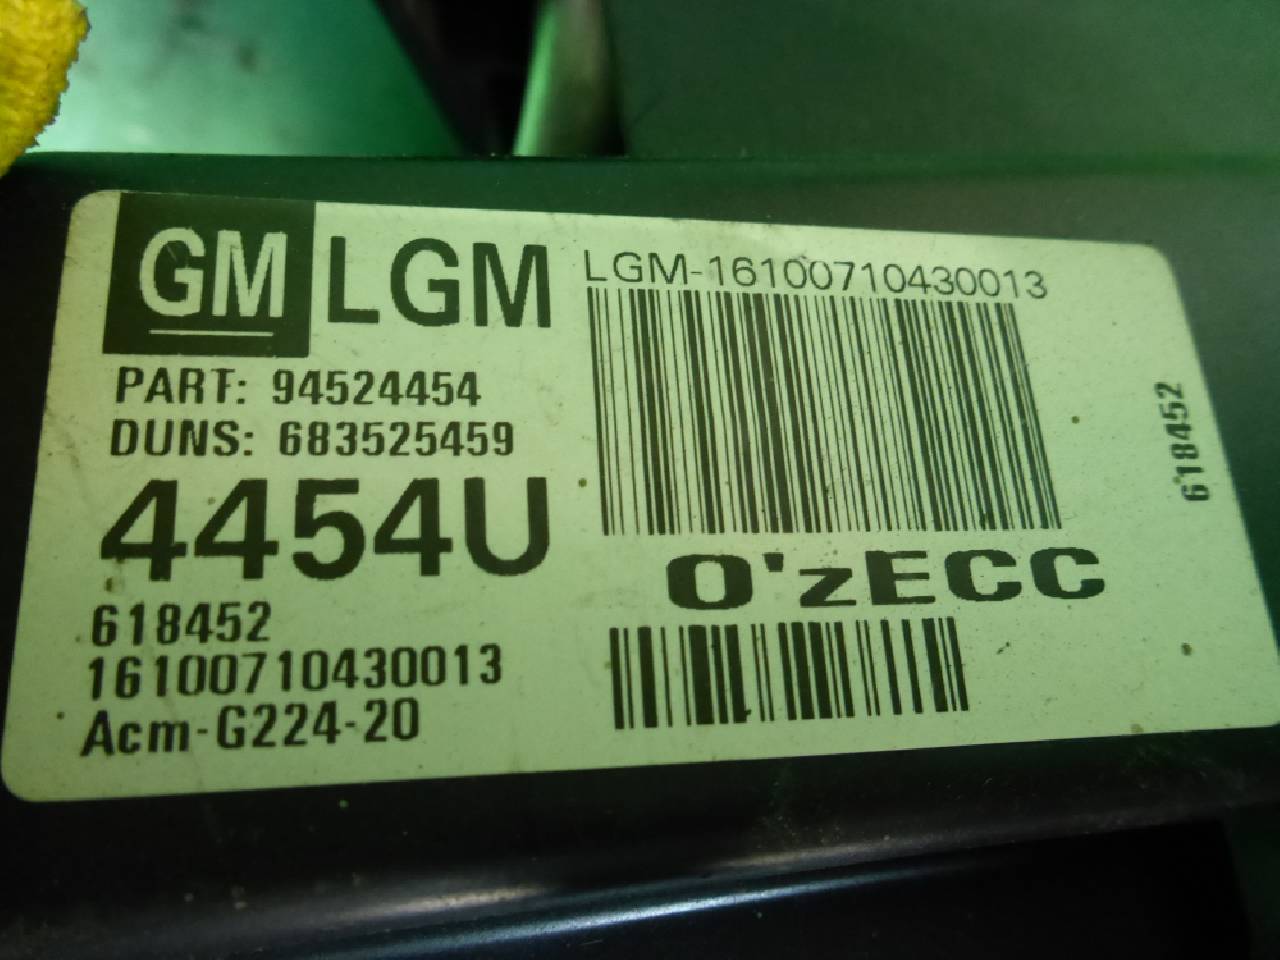 GM LGM
LGM-16100710430013
PART: 94524454
DUNS: 683525459
4454U
O'zECC
618452
16100710430013
Acm-G224-20
618452